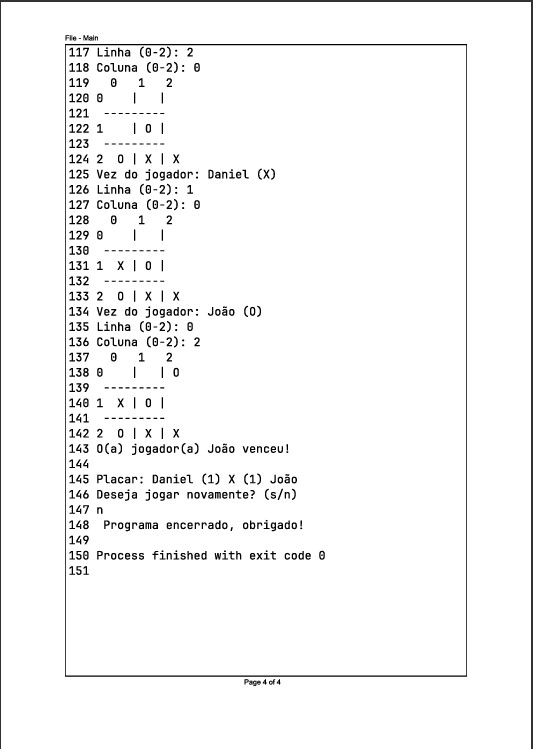 File - Main
117 Linha (0-2): 2
118 Coluna (0-2): 0
119   0   1   2
120 0    |   |
121  ---------
122 1    | O |
123  ---------
124 2  O | X | X
125 Vez do jogador: Daniel (X)
126 Linha (0-2): 1
127 Coluna (0-2): 0
128   0   1   2
129 0    |   |
130  ---------
131 1  X | O |
132  ---------
133 2  O | X | X
134 Vez do jogador: João (O)
135 Linha (0-2): 0
136 Coluna (0-2): 2
137   0   1   2
138 0    |   | O
139  ---------
140 1  X | O |
141  ---------
142 2  O | X | X
143 O(a) jogador(a) João venceu!
144
145 Placar: Daniel (1) X (1) João
146 Deseja jogar novamente? (s/n)
147 n
148  Programa encerrado, obrigado!
149
150 Process finished with exit code 0
151
Page 4 of 4